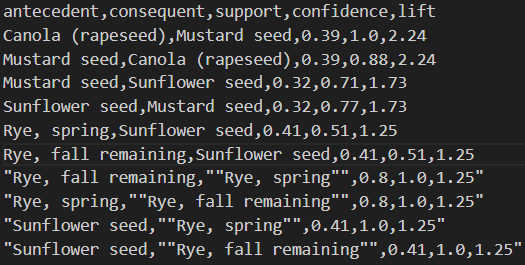 antecedent,consequent,support,confidence,lift
Canola (rapeseed),Mustard seed,0.39,1.0,2.24
Mustard seed,Canola (rapeseed),0.39,0.88,2.24
Mustard seed,Sunflower seed,0.32,0.71,1.73
Sunflower seed,Mustard seed,0.32,0.77,1.73
Rye, spring,Sunflower seed,0.41,0.51,1.25
Rye, fall remaining,Sunflower seed,0.41,0.51,1.25
"Rye, fall remaining,""Rye, spring"",0.8,1.0,1.25"
"Rye, spring,""Rye, fall remaining"",0.8,1.0,1.25"
"Sunflower seed,""Rye, spring"",0.41,1.0,1.25"
"Sunflower seed,""Rye, fall remaining"",0.41,1.0,1.25"